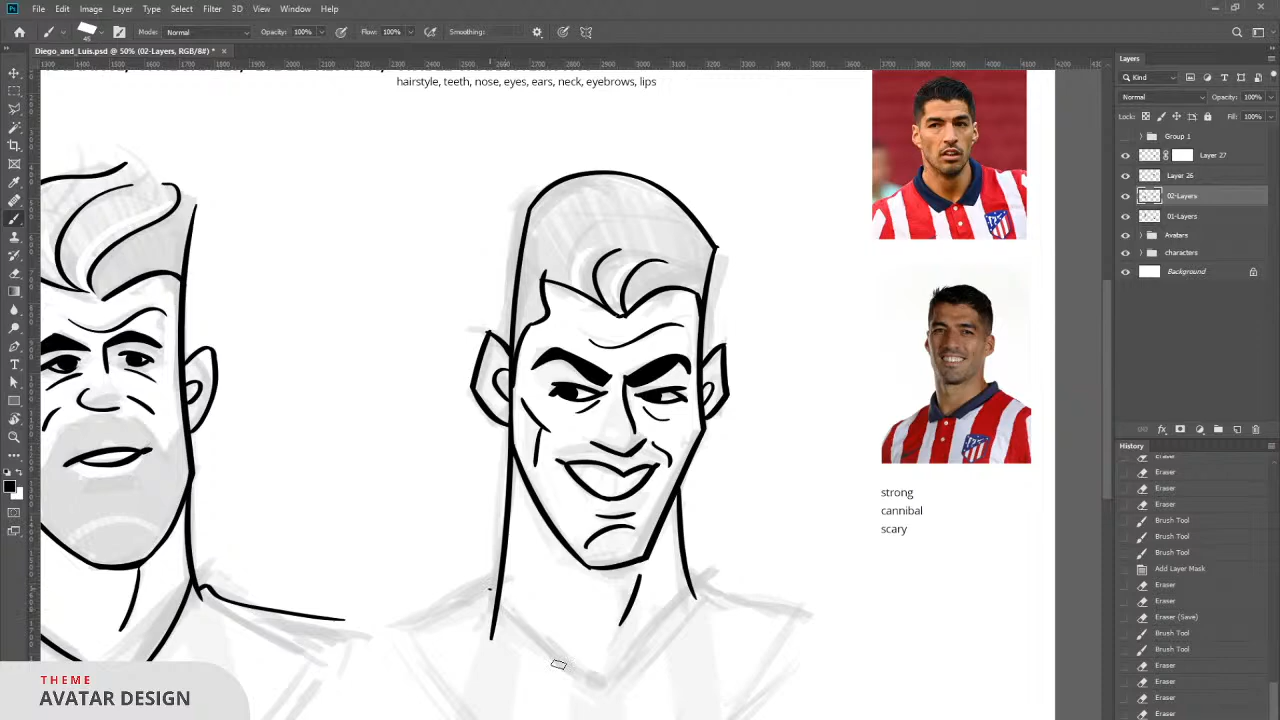 File Edit Image Layer Type Select Filter 3D View Window Help
45 Mode: Normal Opacity: 100% Flow: 100% Smoothing:
Diego_and_Luis.psd @ 50% (02-Layers, RGB/8#) *
hairstyle, teeth, nose, eyes, ears, neck, eyebrows, lips
strong
cannibal
scary
THEME
AVATAR DESIGN
Layers
Kind
Normal Opacity: 100%
Lock: Fill: 100%
Group 1
Layer 27
Layer 26
02-Layers
01-Layers
Avatars
characters
Background
History
Eraser
Eraser
Eraser
Eraser
Brush Tool
Brush Tool
Brush Tool
Add Layer Mask
Eraser
Eraser
Eraser (Save)
Brush Tool
Brush Tool
Eraser
Eraser
Eraser
Eraser